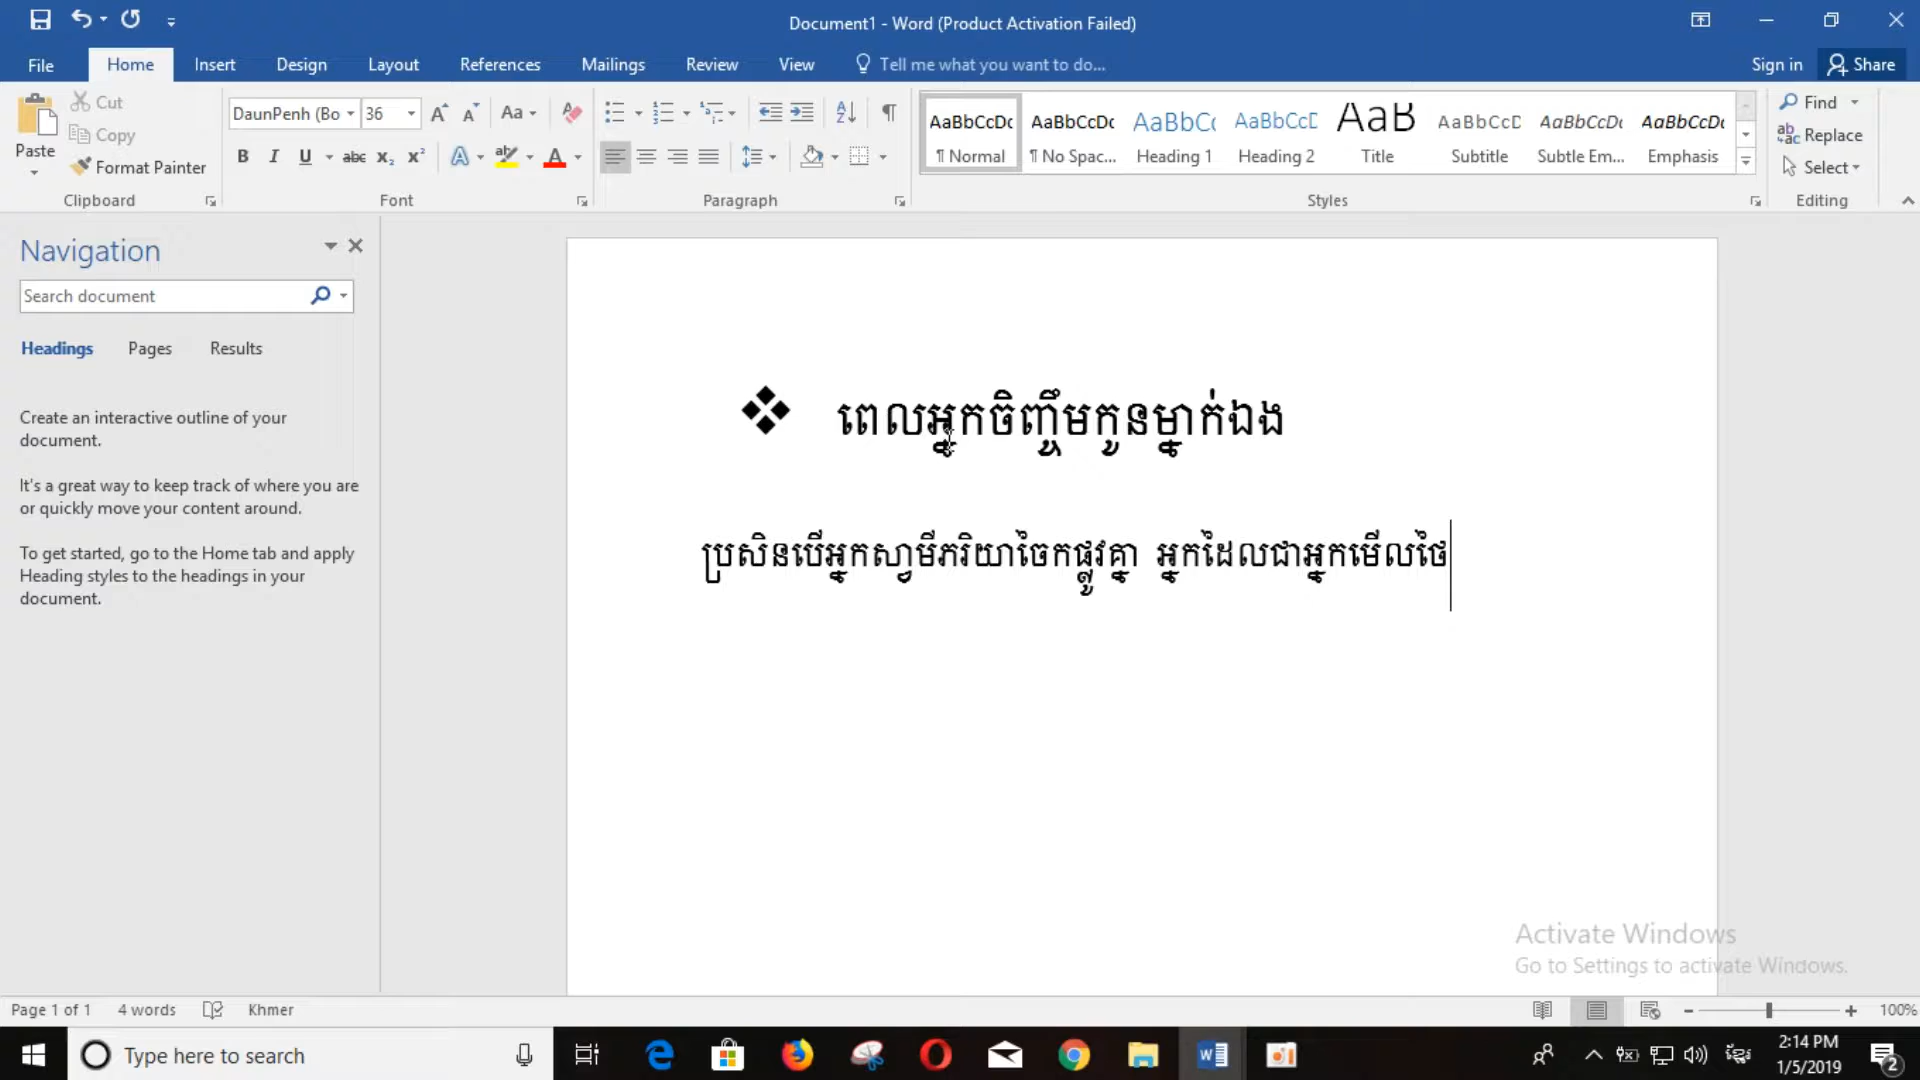 Document1 - Word (Product Activation Failed)
File Home Insert Design Layout References Mailings Review View Tell me what you want to do... Sign in Share
Paste Cut Copy Format Painter
DaunPenh (Bo 36 Aa
B I U abc X₂ X² A A
AaBbCcDc AaBbCcDc AaBbCc AaBbCcD AaB AaBbCcD AaBbCcDc AaBbCcDc
¶ Normal ¶ No Spac... Heading 1 Heading 2 Title Subtitle Subtle Em... Emphasis
Find Replace Select
Clipboard Font Paragraph Styles Editing
Navigation
Search document
Headings Pages Results
Create an interactive outline of your
document.
It's a great way to keep track of where you are
or quickly move your content around.
To get started, go to the Home tab and apply
Heading styles to the headings in your
document.
❖ ពេលអ្នកចិញ្ចឹមកូនម្នាក់ឯង
ប្រសិនបើអ្នកស្វាមីភរិយាចែកផ្លូវគ្នា អ្នកដែលជាអ្នកមើលថែ
Activate Windows
Go to Settings to activate Windows.
Page 1 of 1 4 words Khmer 100%
Type here to search
2:14 PM
1/5/2019
2